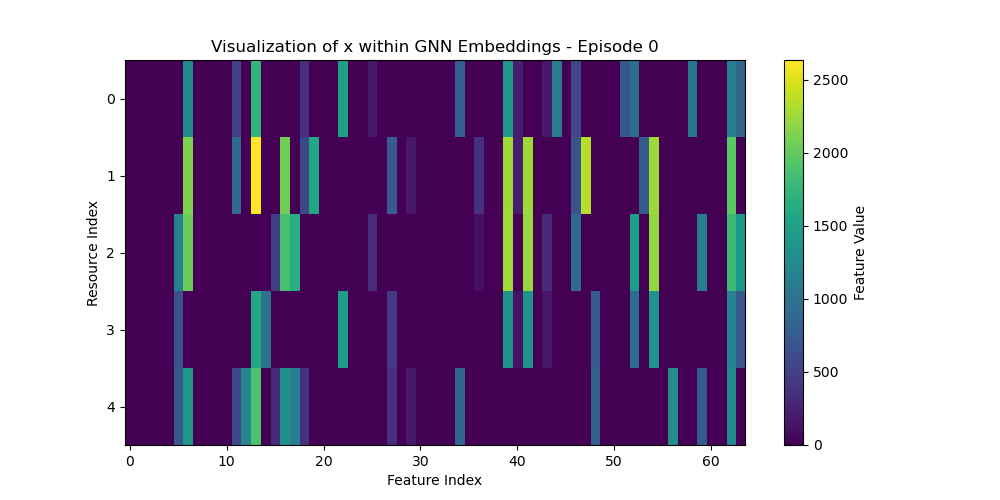 Visualization of x within GNN Embeddings - Episode 0
Resource Index
0
1
2
3
4
0 10 20 30 40 50 60
Feature Index
2500
2000
1500
1000
500
0
Feature Value